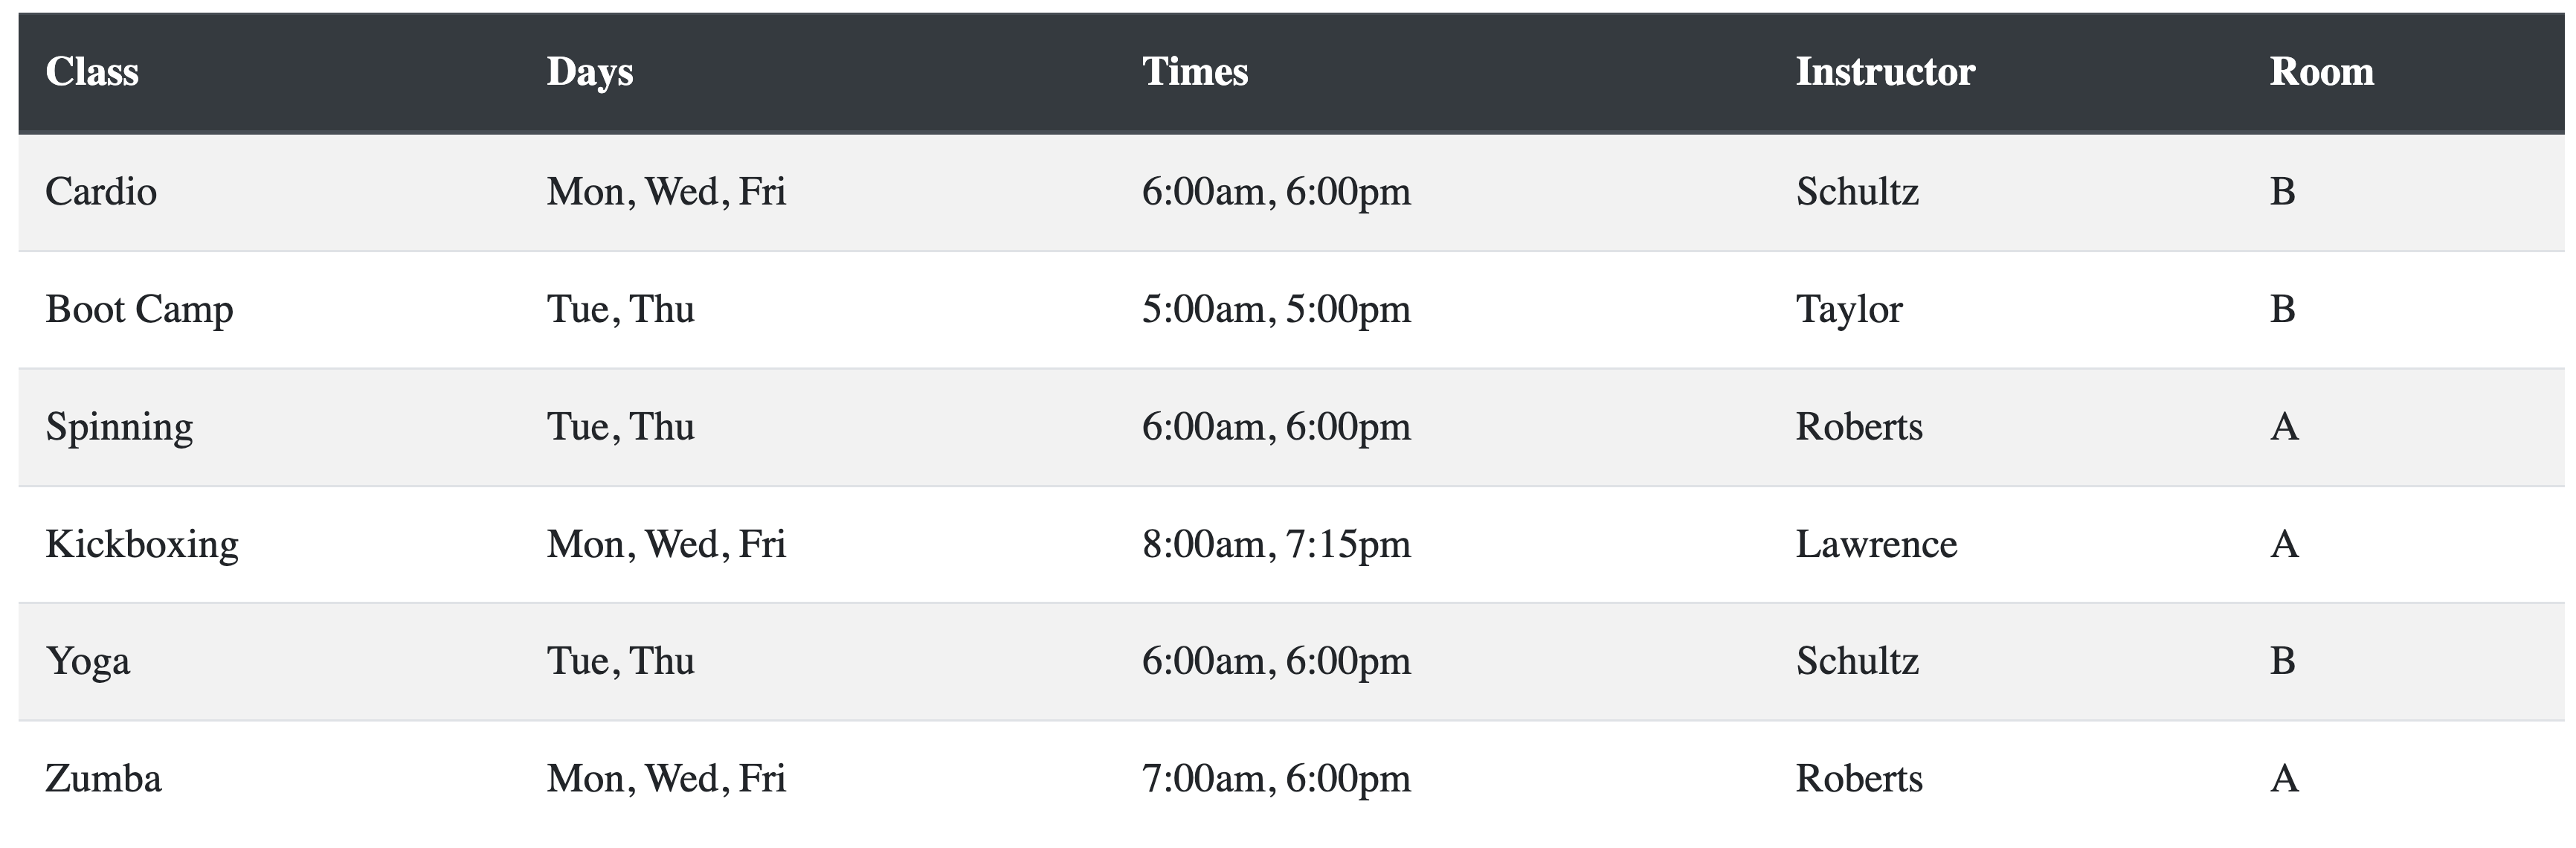 Class Days Times Instructor Room
Cardio Mon, Wed, Fri 6:00am, 6:00pm Schultz B
Boot Camp Tue, Thu 5:00am, 5:00pm Taylor B
Spinning Tue, Thu 6:00am, 6:00pm Roberts A
Kickboxing Mon, Wed, Fri 8:00am, 7:15pm Lawrence A
Yoga Tue, Thu 6:00am, 6:00pm Schultz B
Zumba Mon, Wed, Fri 7:00am, 6:00pm Roberts A